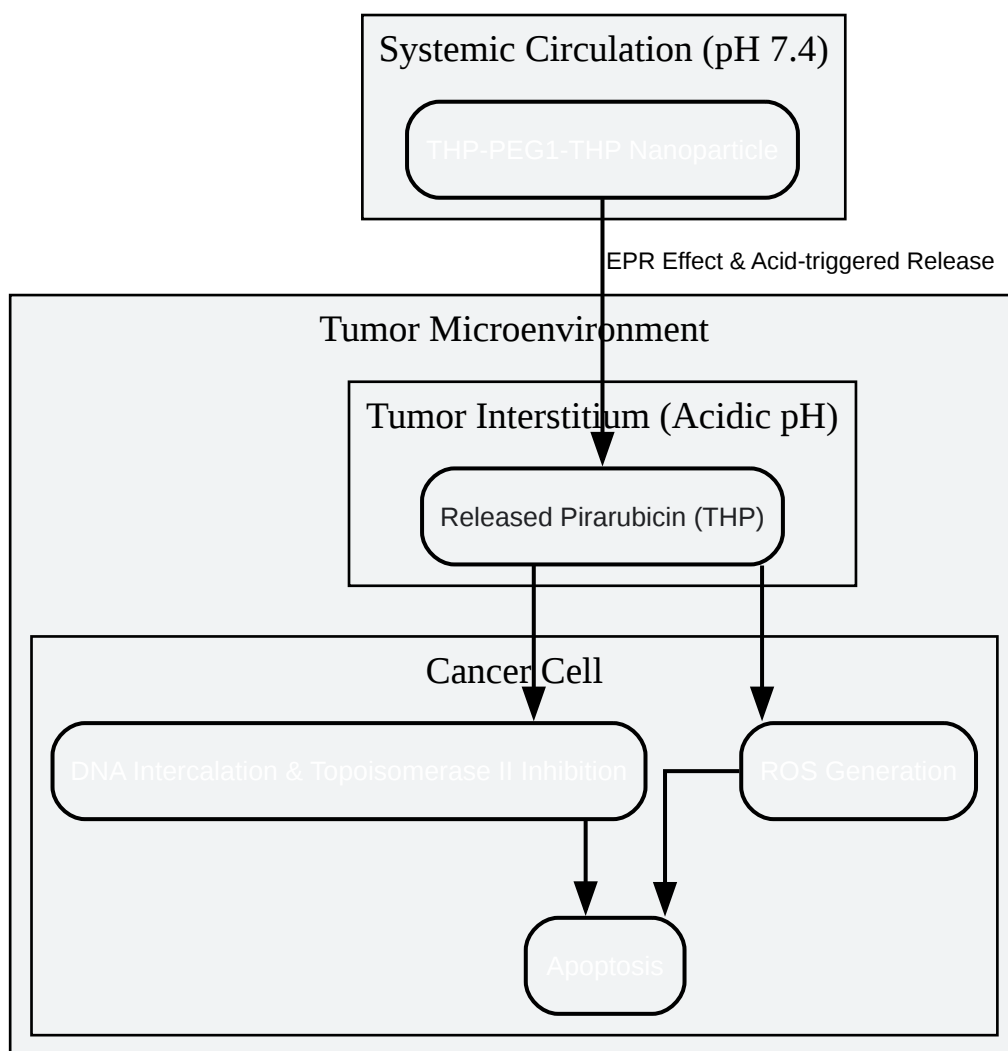 Systemic Circulation (pH 7.4)
THP-PEG1-THP Nanoparticle
EPR Effect & Acid-triggered Release
Tumor Microenvironment
Tumor Interstitium (Acidic pH)
Released Pirarubicin (THP)
Cancer Cell
DNA Intercalation & Topoisomerase II Inhibition
ROS Generation
Apoptosis